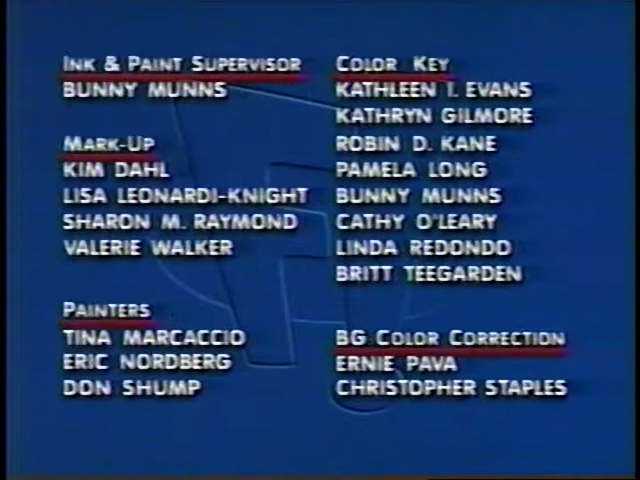 INK & PAINT SUPERVISOR
BUNNY MUNNS
MARK-UP
KIM DAHL
LISA LEONARDI-KNIGHT
SHARON M. RAYMOND
VALERIE WALKER
PAINTERS
TINA MARCACCIO
ERIC NORDBERG
DON SHUMP
COLOR KEY
KATHLEEN I. EVANS
KATHRYN GILMORE
ROBIN D. KANE
PAMELA LONG
BUNNY MUNNS
CATHY O'LEARY
LINDA REDONDO
BRITT TEEGARDEN
BG COLOR CORRECTION
ERNIE PAVA
CHRISTOPHER STAPLES